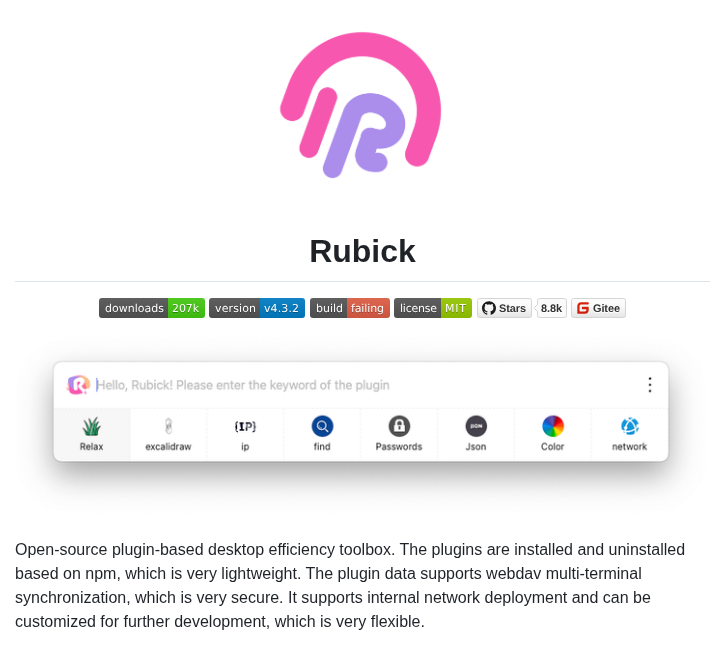 Rubick
downloads 207k version v4.3.2 build failing license MIT Stars 8.8k Gitee
Hello, Rubick! Please enter the keyword of the plugin
{IP} JSON
Relax excalidraw ip find Passwords Json Color network
Open-source plugin-based desktop efficiency toolbox. The plugins are installed and uninstalled
based on npm, which is very lightweight. The plugin data supports webdav multi-terminal
synchronization, which is very secure. It supports internal network deployment and can be
customized for further development, which is very flexible.